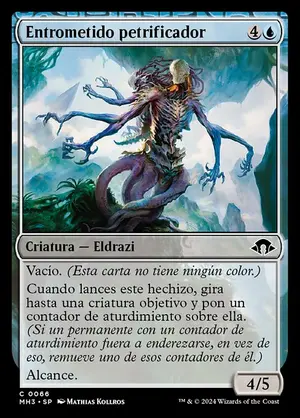 Entrometido petrificador 4
Criatura — Eldrazi
Vacío. (Esta carta no tiene ningún color.)
Cuando lances este hechizo, gira
hasta una criatura objetivo y pon un
contador de aturdimiento sobre ella.
(Si un permanente con un contador de
aturdimiento fuera a enderezarse, en vez de
eso, remueve uno de esos contadores de él.)
Alcance.
4/5
C 0066
MH3 • SP Mathias Kollros
™ & © 2024 Wizards of the Coast